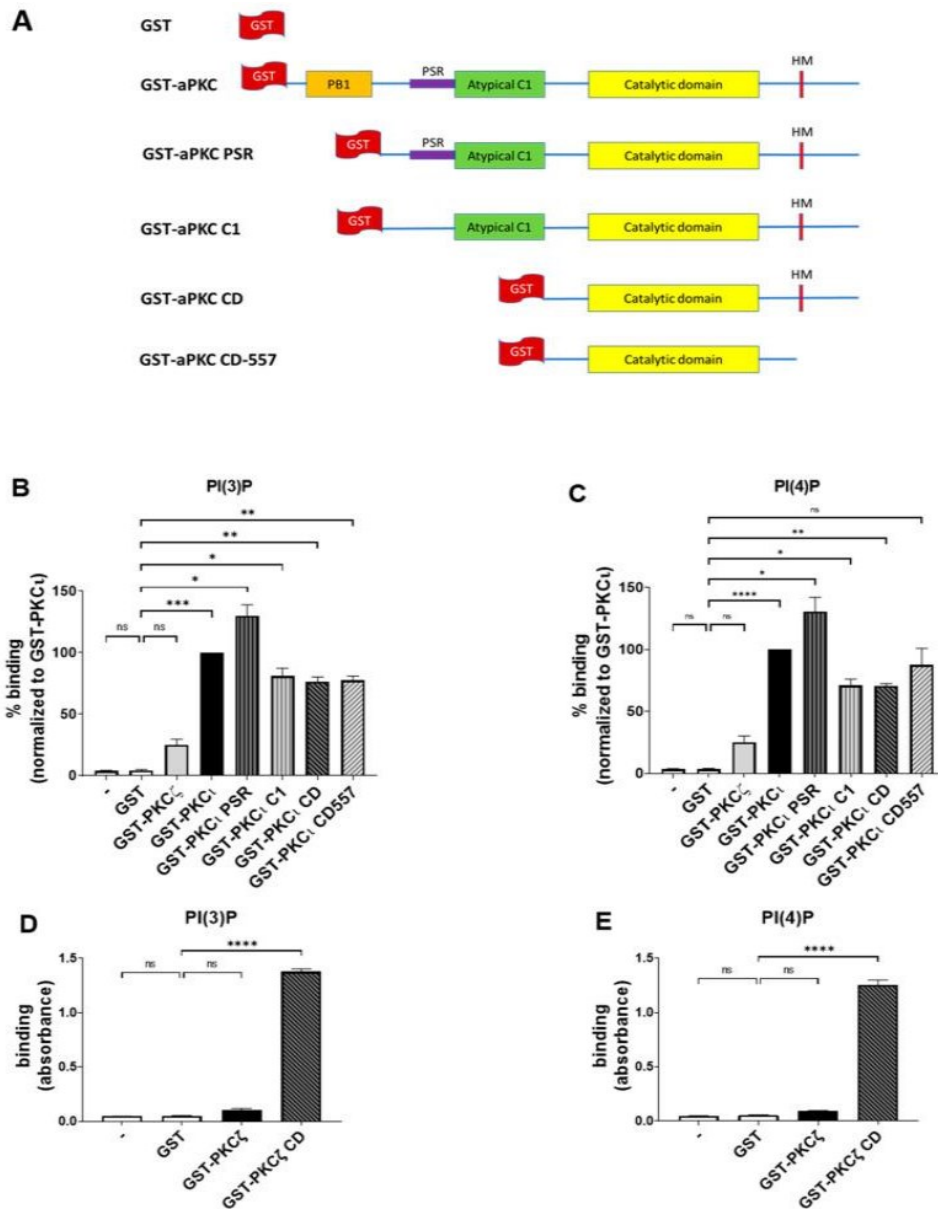 A
GST
GST
GST-aPKC
GST
PB1
PSR
Atypical C1
Catalytic domain
HM
GST-aPKC PSR
GST
PSR
Atypical C1
Catalytic domain
HM
GST-aPKC C1
GST
Atypical C1
Catalytic domain
HM
GST-aPKC CD
GST
Catalytic domain
HM
GST-aPKC CD-557
GST
Catalytic domain
B
PI(3)P
**
**
*
*
***
ns
ns
% binding
(normalized to GST-PKCι)
150
100
50
0
-
GST
GST-PKCζ
GST-PKCι
GST-PKCι PSR
GST-PKCι C1
GST-PKCι CD
GST-PKCι CD557
C
PI(4)P
ns
**
*
*
****
ns
ns
% binding
(normalized to GST-PKCι)
150
100
50
0
-
GST
GST-PKCζ
GST-PKCι
GST-PKCι PSR
GST-PKCι C1
GST-PKCι CD
GST-PKCι CD557
D
PI(3)P
****
ns
ns
binding
(absorbance)
1.5
1.0
0.5
0.0
-
GST
GST-PKCζ
GST-PKCζ CD
E
PI(4)P
****
ns
ns
binding
(absorbance)
1.5
1.0
0.5
0.0
-
GST
GST-PKCζ
GST-PKCζ CD